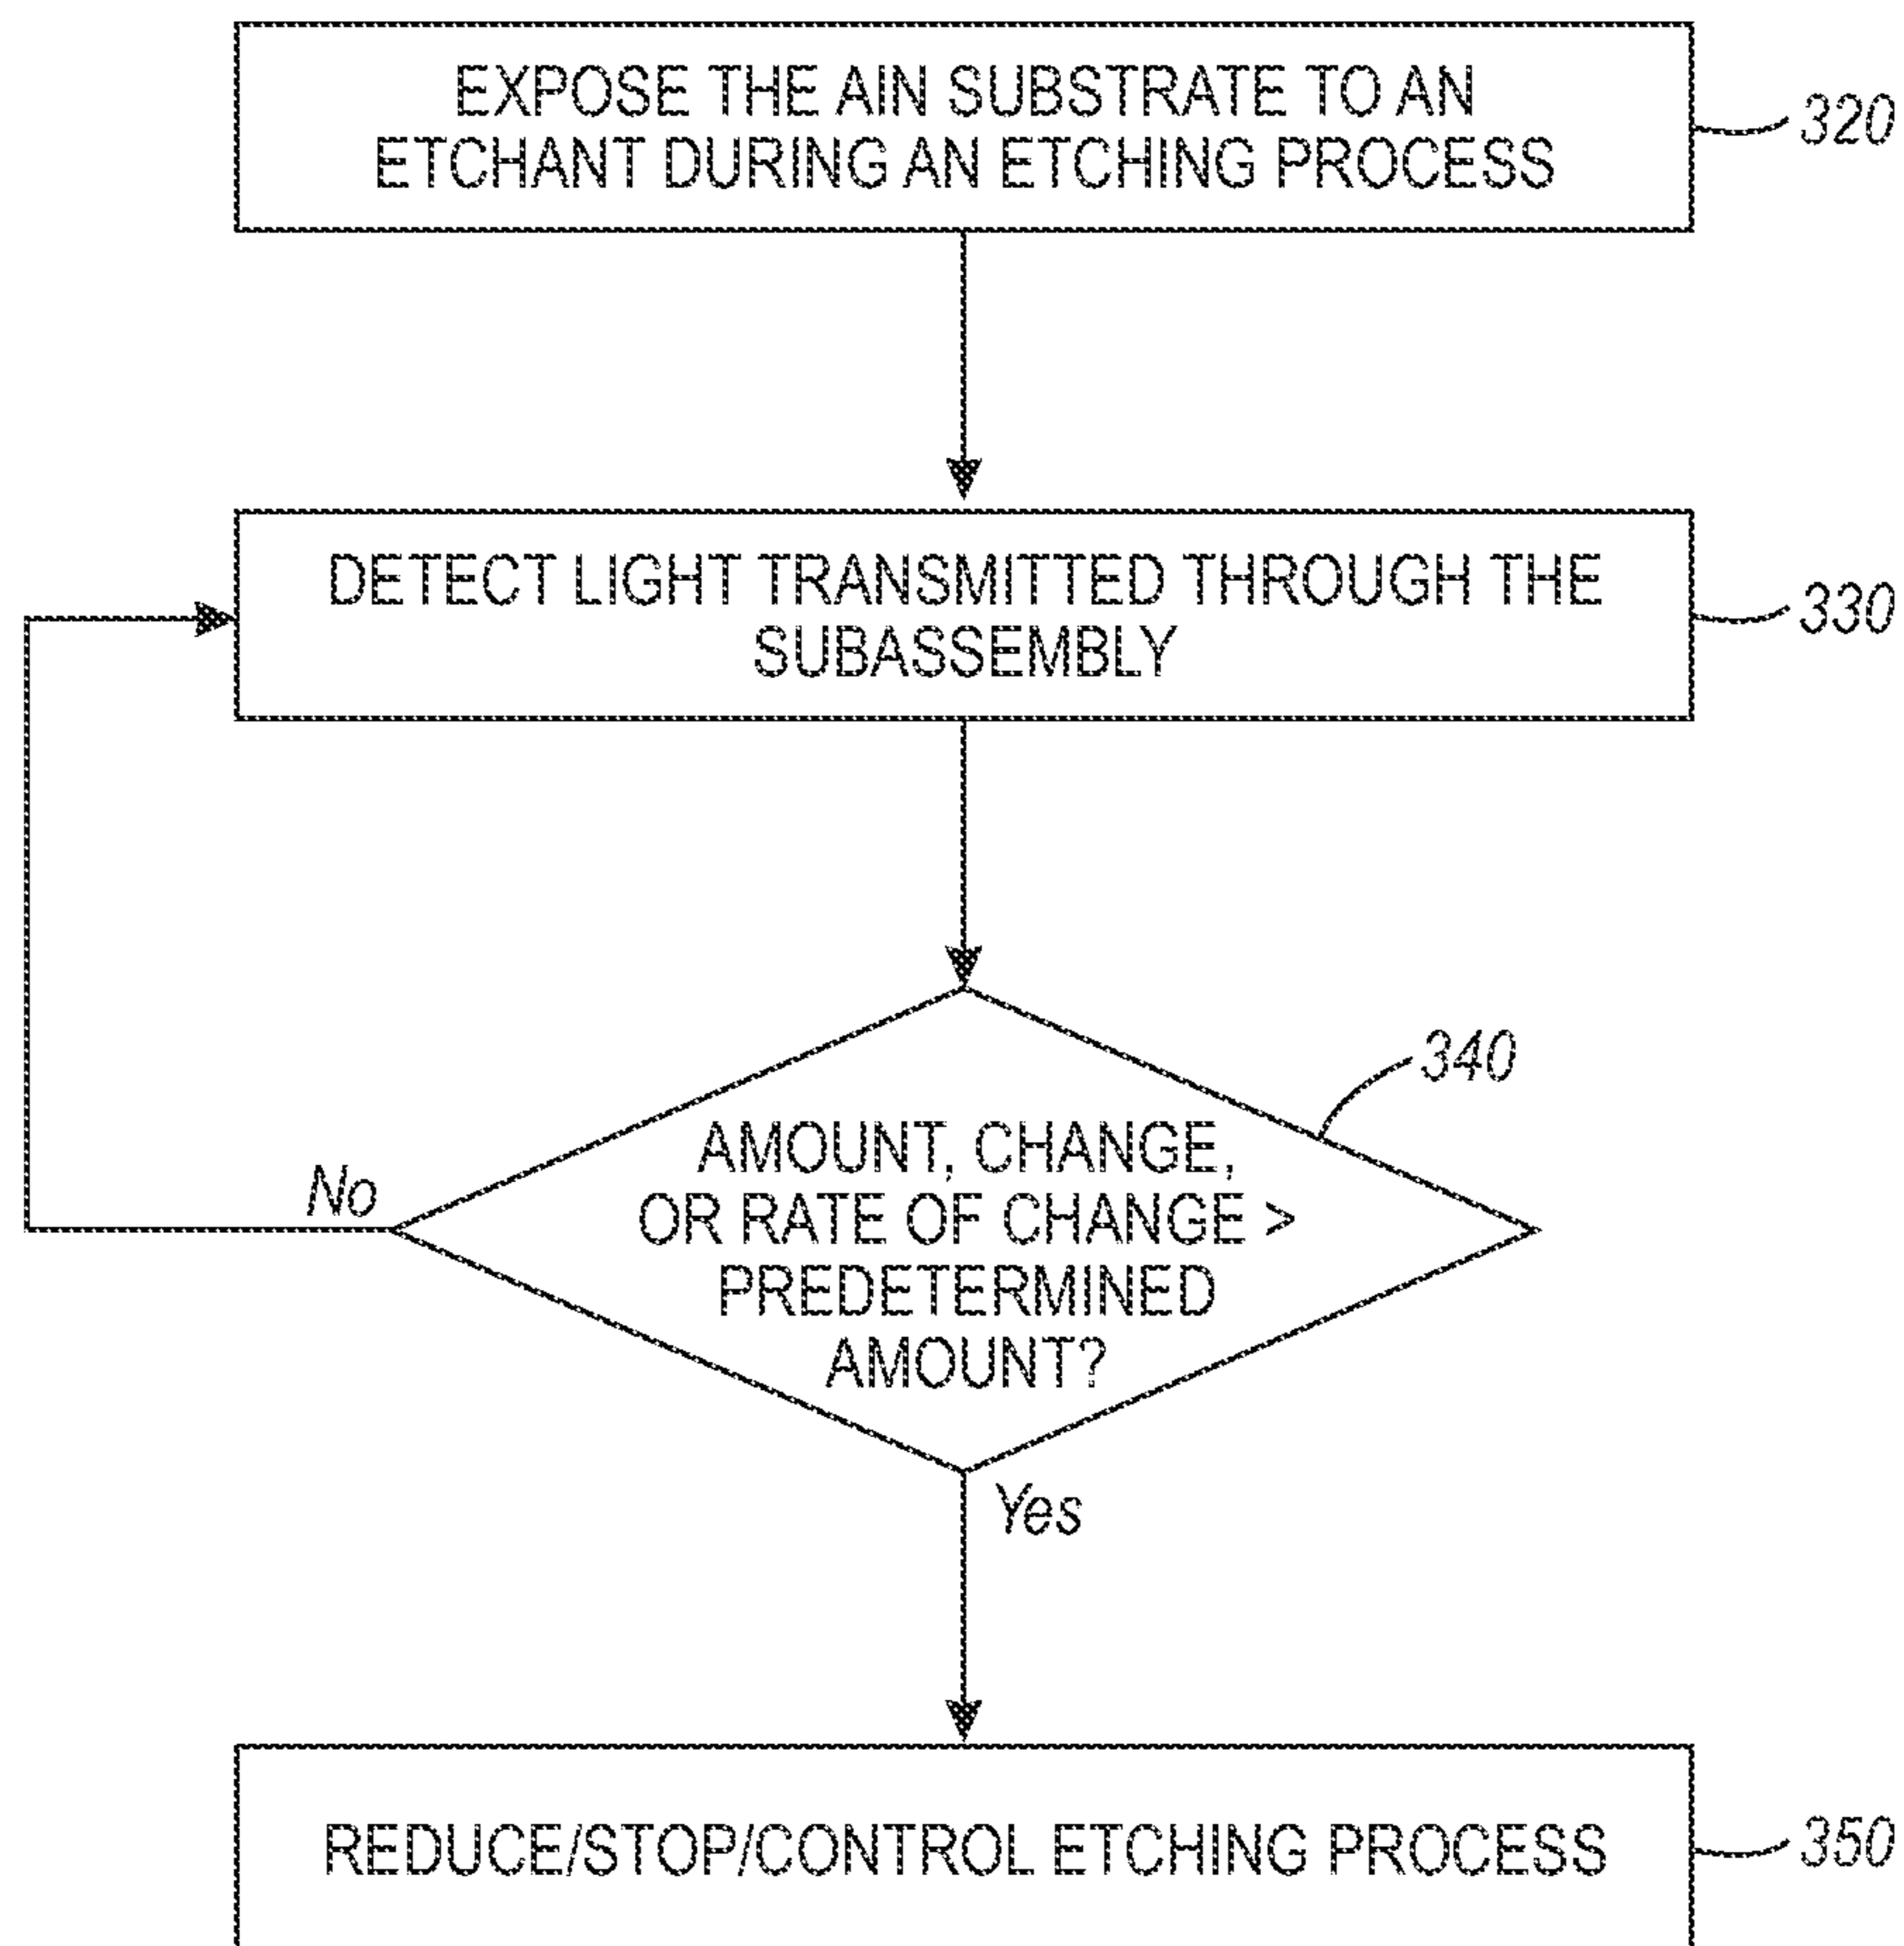 EXPOSE THE AlN SUBSTRATE TO AN
ETCHANT DURING AN ETCHING PROCESS
320
DETECT LIGHT TRANSMITTED THROUGH THE
SUBASSEMBLY
330
340
AMOUNT, CHANGE,
OR RATE OF CHANGE >
PREDETERMINED
AMOUNT?
No
Yes
REDUCE/STOP/CONTROL ETCHING PROCESS
350